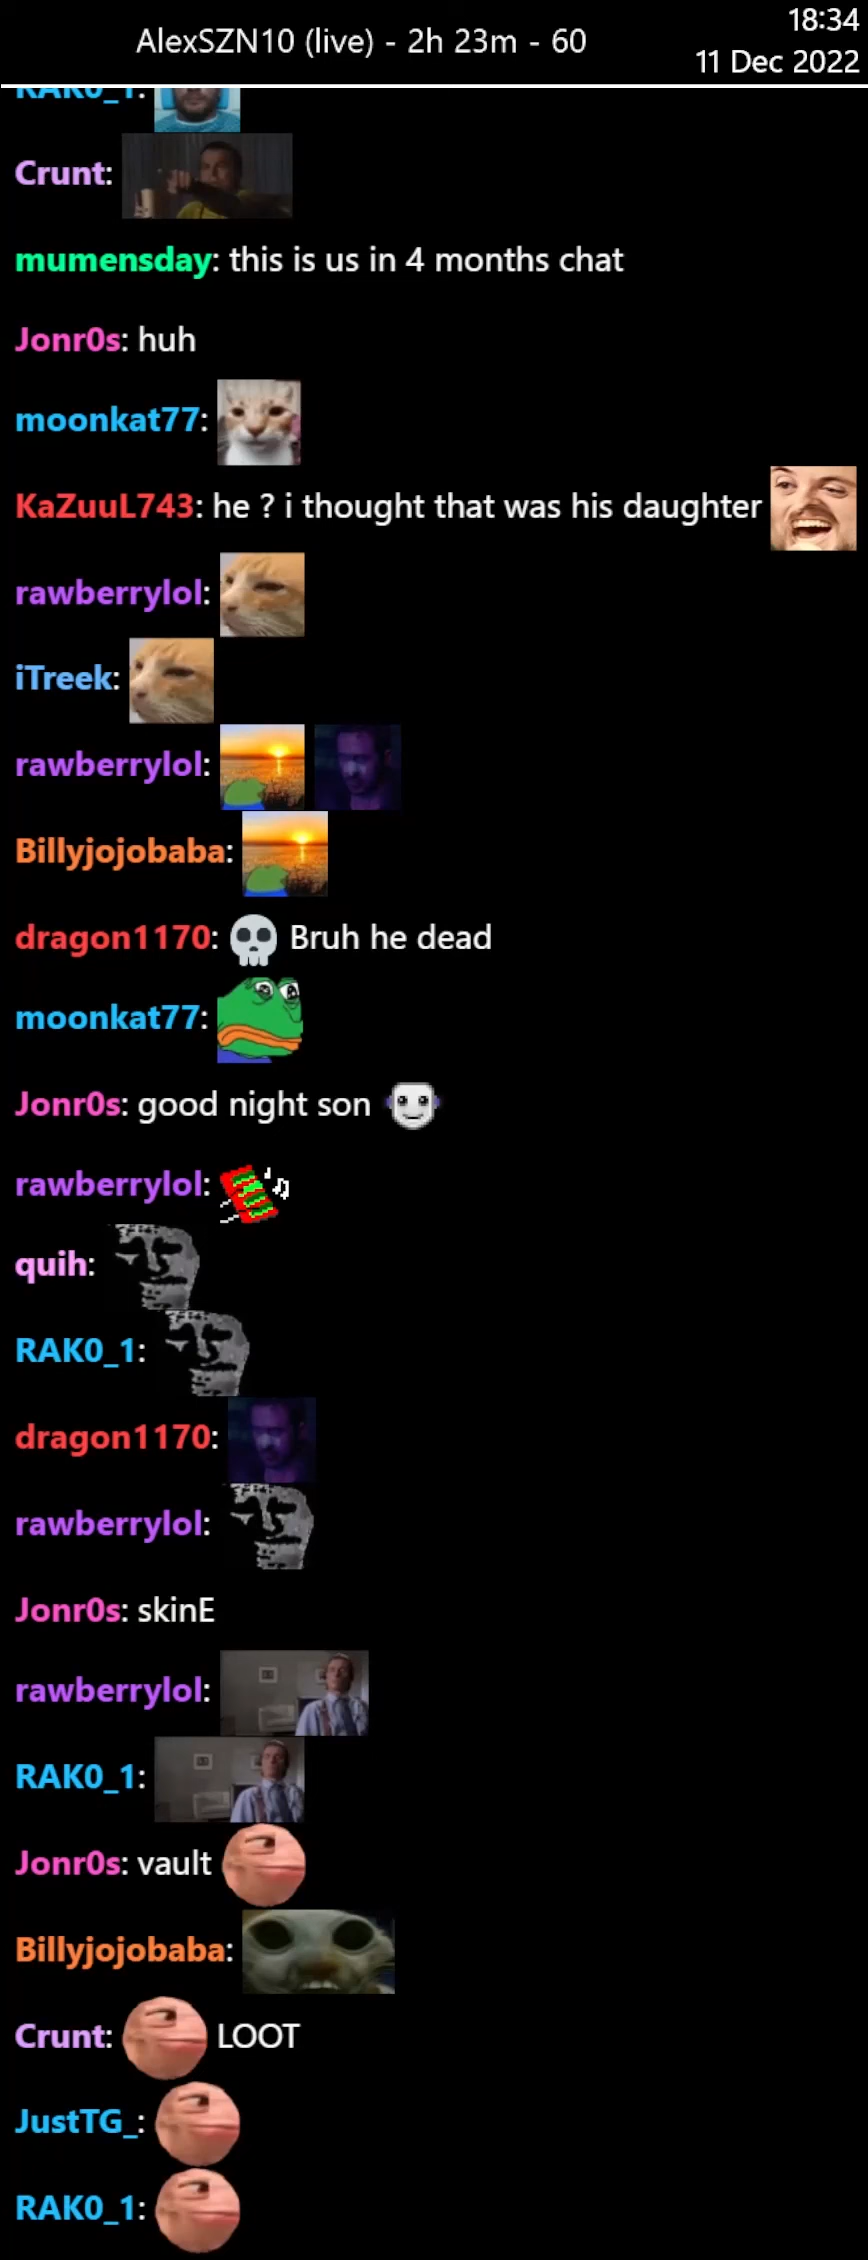 AlexSZN10 (live) - 2h 23m - 60
18:34
11 Dec 2022
RAK0_1:
Crunt:
mumensday: this is us in 4 months chat
Jonr0s: huh
moonkat77:
KaZuuL743: he ? i thought that was his daughter
rawberrylol:
iTreek:
rawberrylol:
Billyjojobaba:
dragon1170: 💀 Bruh he dead
moonkat77:
Jonr0s: good night son
rawberrylol:
quih:
RAK0_1:
dragon1170:
rawberrylol:
Jonr0s: skinE
rawberrylol:
RAK0_1:
Jonr0s: vault
Billyjojobaba:
Crunt: LOOT
JustTG_:
RAK0_1: